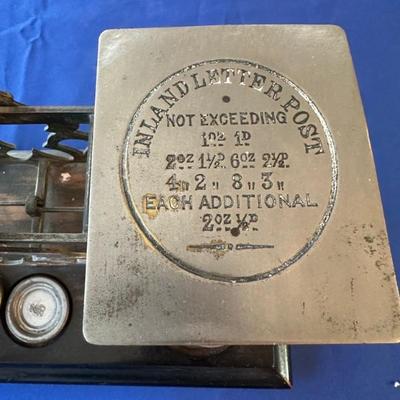 INLAND LETTER POST
NOT EXCEEDING
1OZ 1D
2OZ 1½D. 6OZ 2½D.
4 „ 2 „ 8 „ 3 „
EACH ADDITIONAL
2OZ ½D